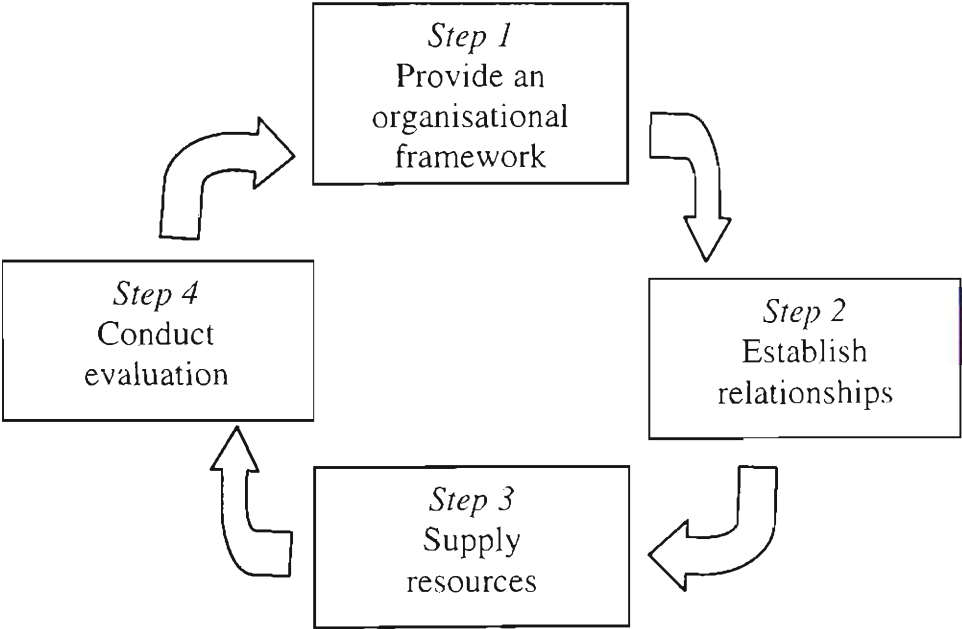 Step 1
Provide an
organisational
framework
Step 2
Establish
relationships
Step 3
Supply
resources
Step 4
Conduct
evaluation